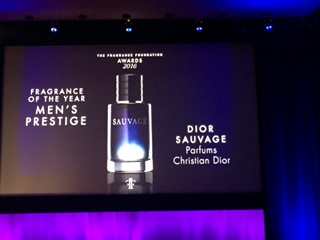 THE FRAGRANCE FOUNDATION
AWARDS
2016
FRAGRANCE
OF THE YEAR
MEN'S
PRESTIGE
SAUVAGE
DIOR
SAUVAGE
Parfums
Christian Dior